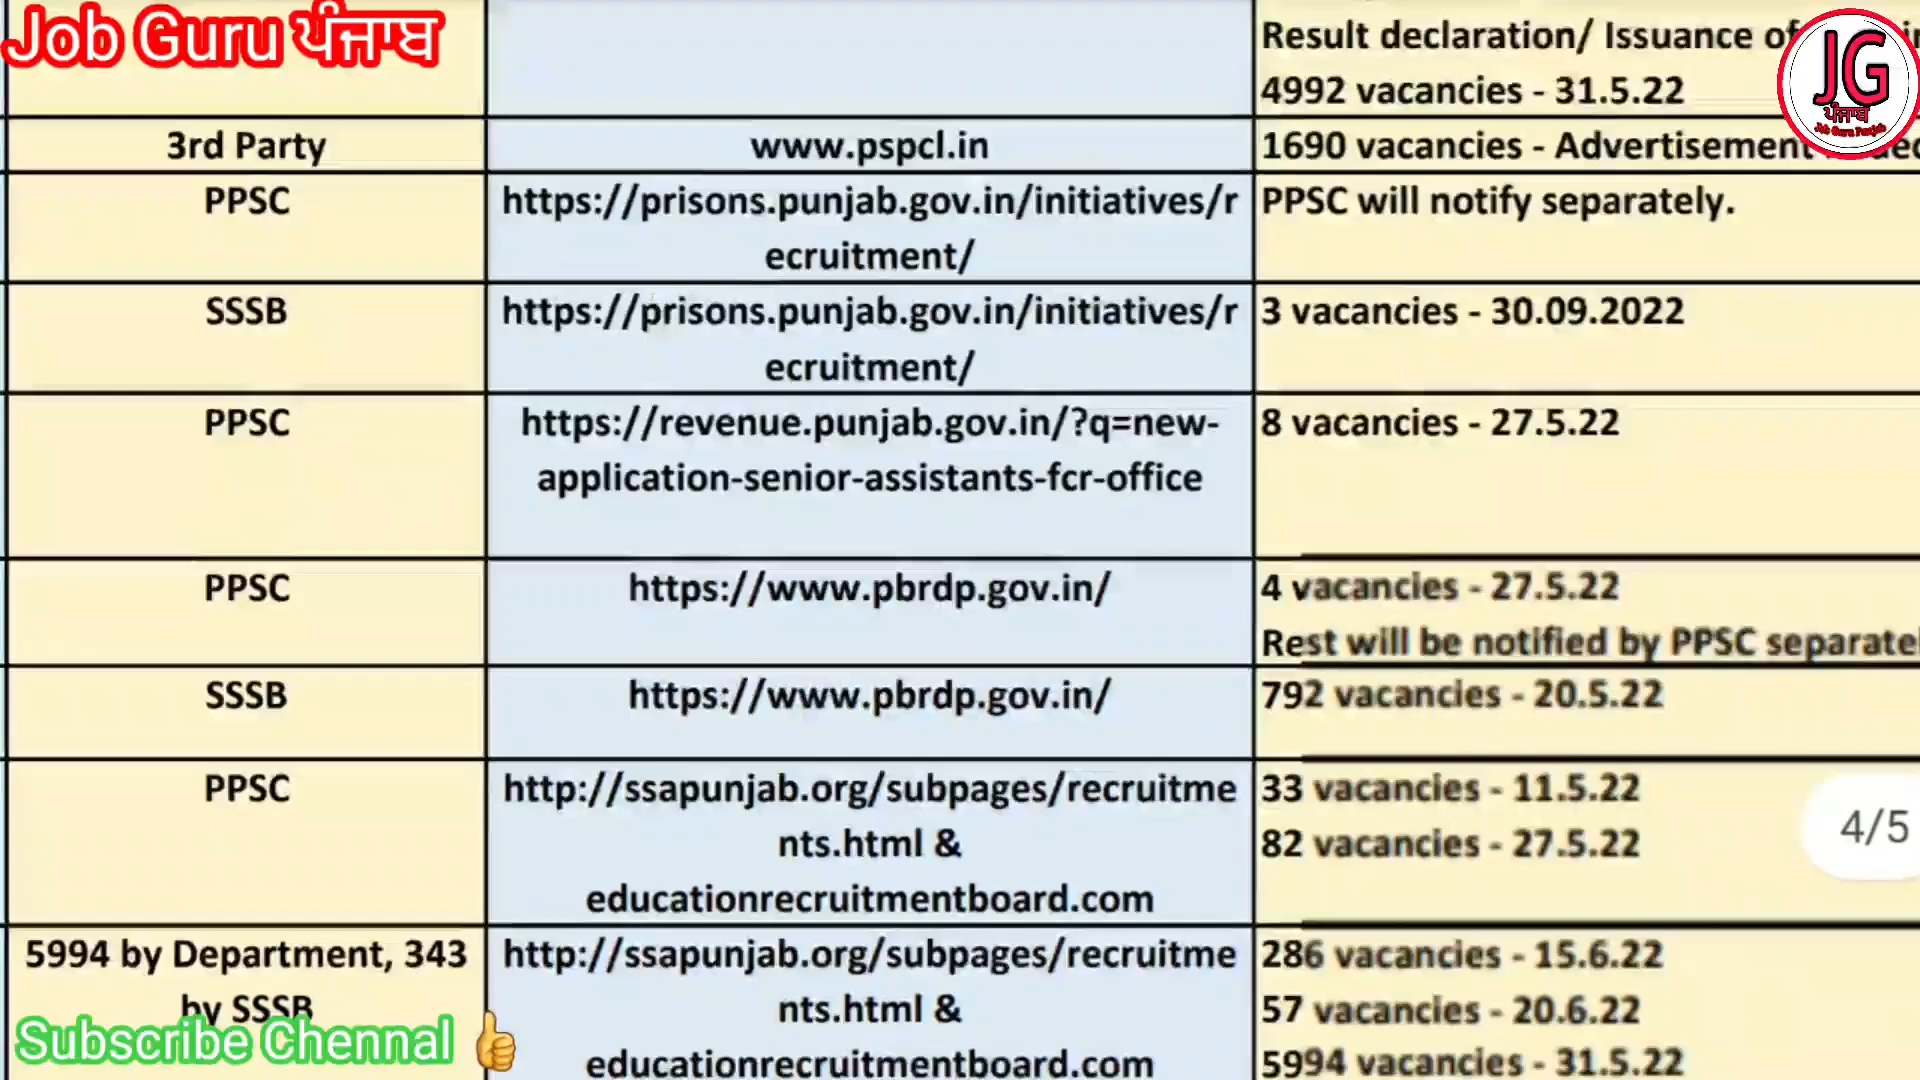 Job Guru ਪੰਜਾਬ
Result declaration/ Issuance of
4992 vacancies - 31.5.22
JG
ਪੰਜਾਬ
Job Guru Punjab
3rd Party
www.pspcl.in
1690 vacancies - Advertisement
PPSC
https://prisons.punjab.gov.in/initiatives/r
ecruitment/
PPSC will notify separately.
SSSB
https://prisons.punjab.gov.in/initiatives/r
ecruitment/
3 vacancies - 30.09.2022
PPSC
https://revenue.punjab.gov.in/?q=new-
application-senior-assistants-fcr-office
8 vacancies - 27.5.22
PPSC
https://www.pbrdp.gov.in/
4 vacancies - 27.5.22
Rest will be notified by PPSC separatel
SSSB
https://www.pbrdp.gov.in/
792 vacancies - 20.5.22
PPSC
http://ssapunjab.org/subpages/recruitme
nts.html &
educationrecruitmentboard.com
33 vacancies - 11.5.22
82 vacancies - 27.5.22
4/5
5994 by Department, 343
by SSSB
http://ssapunjab.org/subpages/recruitme
nts.html &
educationrecruitmentboard.com
286 vacancies - 15.6.22
57 vacancies - 20.6.22
5994 vacancies - 31.5.22
Subscribe Chennal